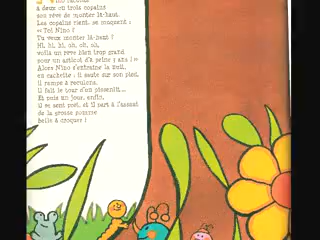 à deux ou trois copains
son rêve de monter là-haut.
Les copains rient, se moquent :
« Toi Nino ?
Tu veux monter là-haut ?
Hi, hi, hi, oh, oh, oh,
voilà un rêve bien trop grand
pour un asticot d'à peine 3 ans ! »
Alors Nino s'entraîne la nuit,
en cachette : il saute sur son pied,
il rampe à reculons,
il fait le tour d'un pissenlit...
Et puis un jour, enfin,
il se sent prêt, et il part à l'assaut
de la grosse pomme
belle à croquer !